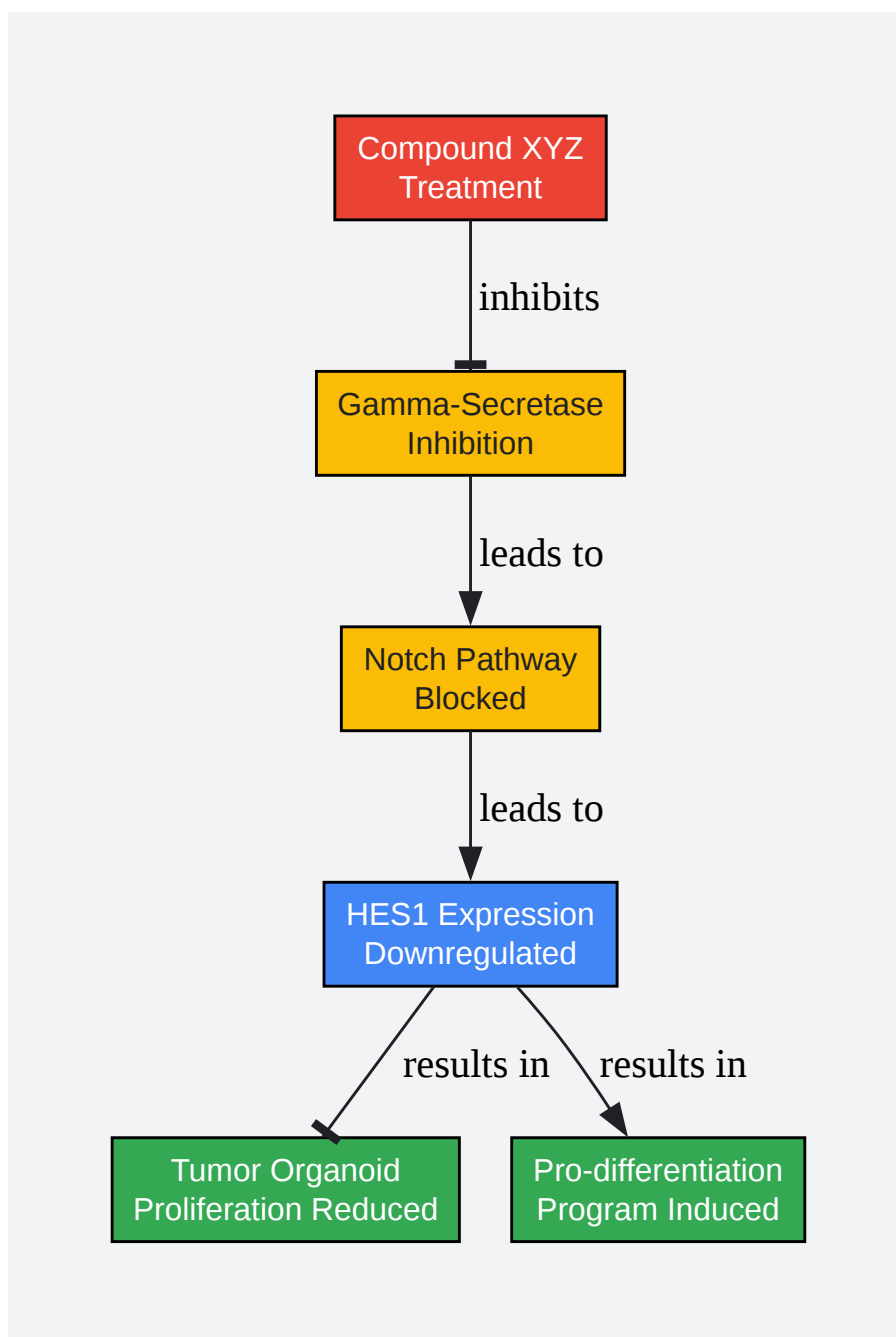 Compound XYZ
Treatment
inhibits
Gamma-Secretase
Inhibition
leads to
Notch Pathway
Blocked
leads to
HES1 Expression
Downregulated
results in
results in
Tumor Organoid
Proliferation Reduced
Pro-differentiation
Program Induced